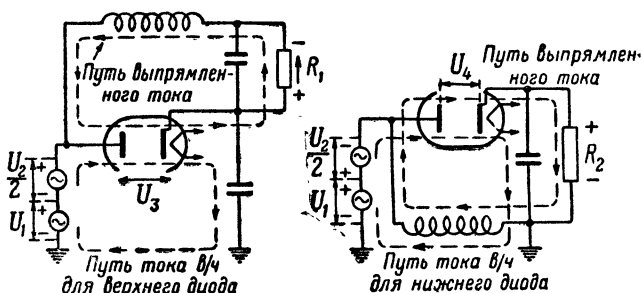 Путь выпрямлен-
ного тока
R₁
−
+
U₂/2
U₁
U₃
Путь тока в/ч
для верхнего диода
Путь выпрямлен-
ного тока
U₄
R₂
+
−
U₂/2
U₁
Путь тока в/ч
для нижнего диода